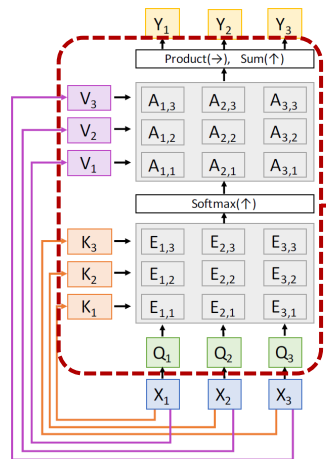 Y1 Y2 Y3
Product(→), Sum(↑)
V3 A1,3 A2,3 A3,3
V2 A1,2 A2,2 A3,2
V1 A1,1 A2,1 A3,1
Softmax(↑)
K3 E1,3 E2,3 E3,3
K2 E1,2 E2,2 E3,2
K1 E1,1 E2,1 E3,1
Q1 Q2 Q3
X1 X2 X3